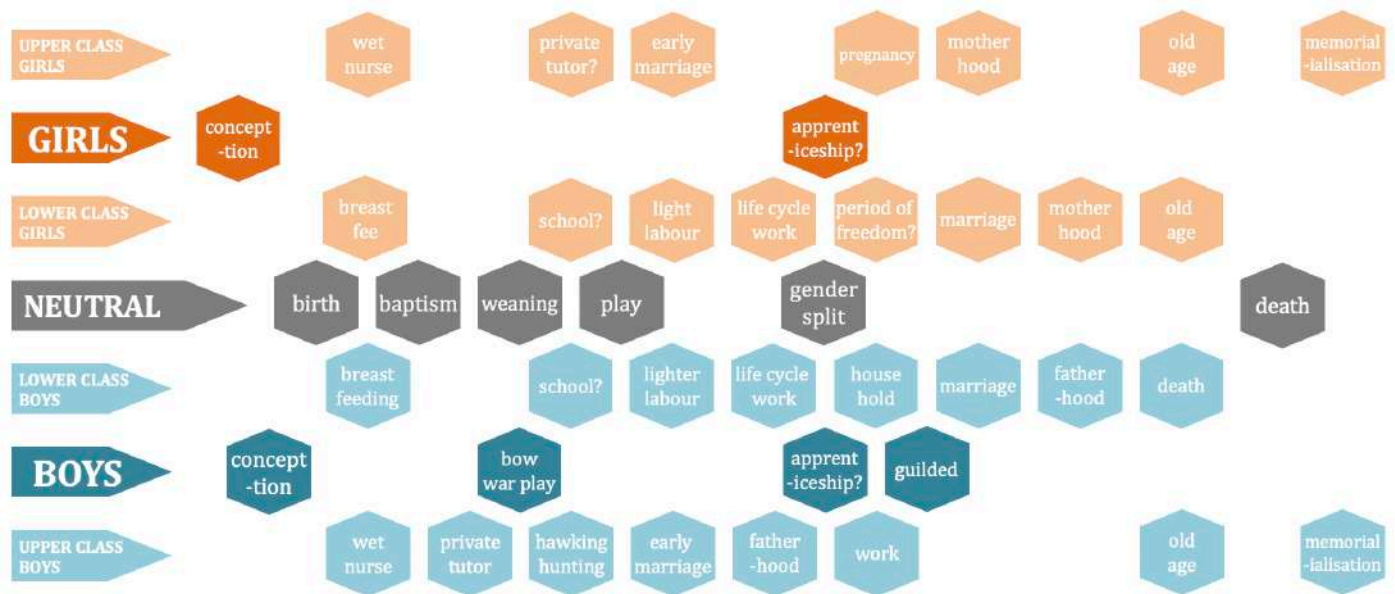 UPPER CLASS
GIRLS
wet
nurse
private
tutor?
early
marriage
pregnancy
mother
hood
old
age
memorial
-ialisation
GIRLS
concept
-tion
apprent
-iceship?
LOWER CLASS
GIRLS
breast
fee
school?
light
labour
life cycle
work
period of
freedom?
marriage
mother
hood
old
age
NEUTRAL
birth
baptism
weaning
play
gender
split
death
LOWER CLASS
BOYS
breast
feeding
school?
lighter
labour
life cycle
work
house
hold
marriage
father
-hood
death
BOYS
concept
-tion
bow
war play
apprent
-iceship?
guilded
UPPER CLASS
BOYS
wet
nurse
private
tutor
hawking
hunting
early
marriage
father
-hood
work
old
age
memorial
-ialisation